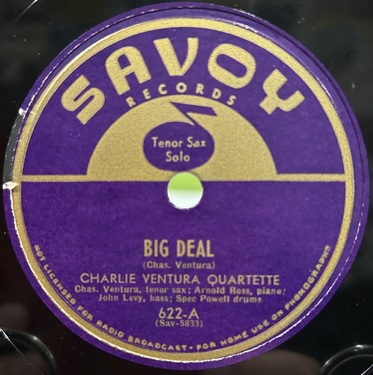 SAVOY
RECORDS
Tenor Sax
Solo
BIG DEAL
(Chas. Ventura)
CHARLIE VENTURA QUARTETTE
Chas. Ventura, tenor sax; Arnold Ross, piano;
John Levy, bass; Spec Powell drums
622-A
(Sav-5833)
NOT LICENSED FOR RADIO BROADCAST • FOR HOME USE ON PHONOGRAPHS